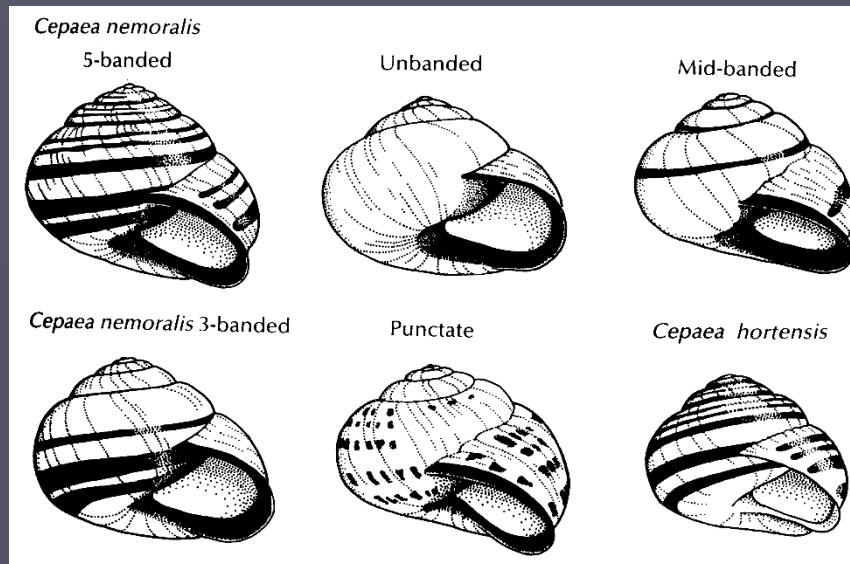 Cepaea nemoralis
5-banded
Unbanded
Mid-banded
Cepaea nemoralis 3-banded
Punctate
Cepaea hortensis